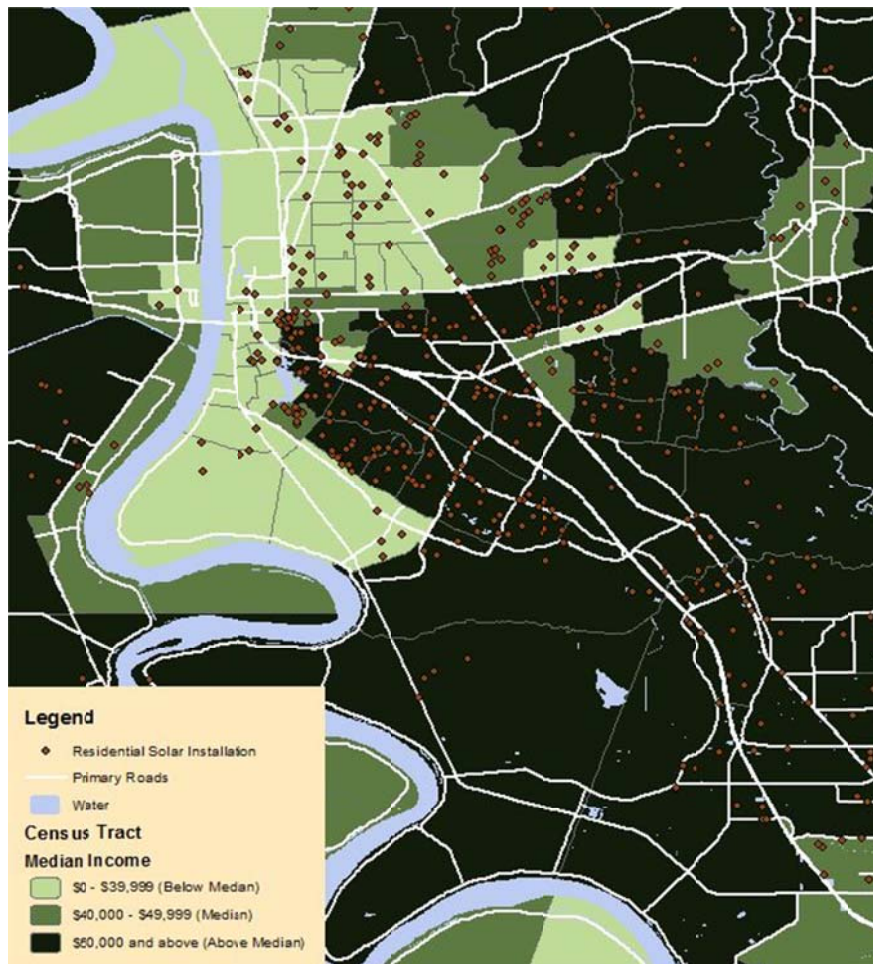 Legend
Residential Solar Installation
Primary Roads
Water
Census Tract
Median Income
$0 - $39,999 (Below Medan)
$40,000 - $49,999 (Median)
$50,000 and above (Above Median)